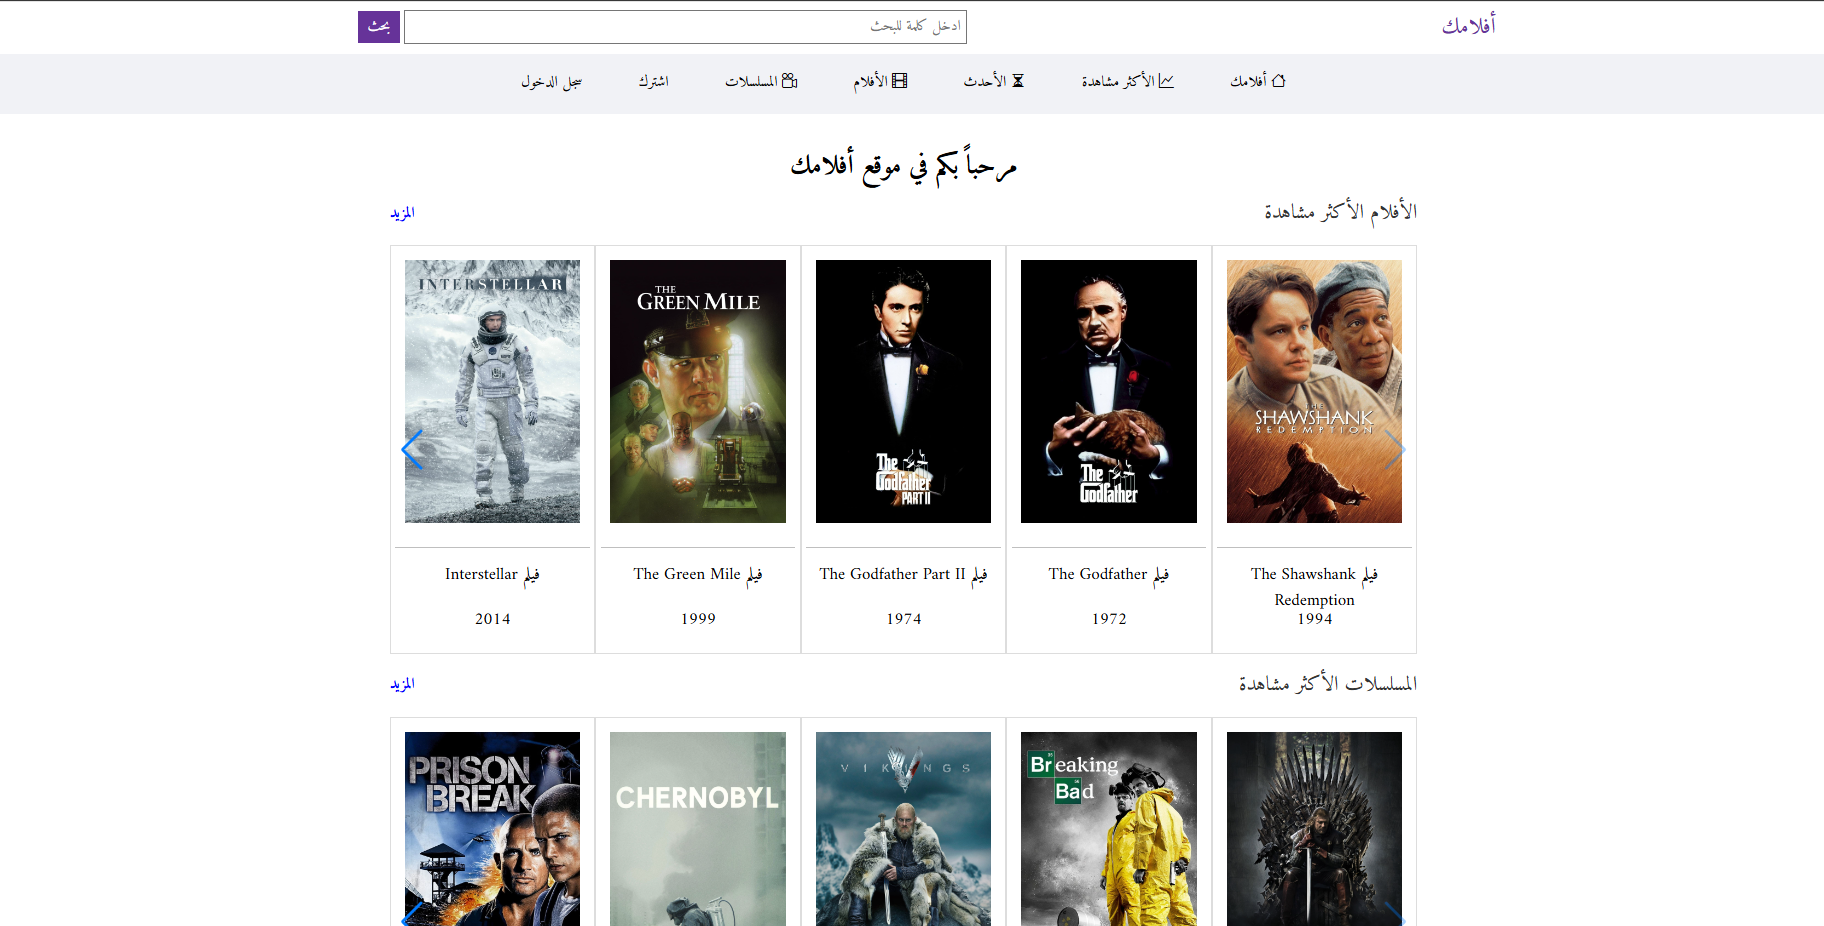 أفلامك
ادخل كلمة للبحث
بحث
أفلامك
الأكثر مشاهدة
الأحدث
الأفلام
المسلسلات
اشترك
سجل الدخول
مرحباً بكم في موقع أفلامك
الأفلام الأكثر مشاهدة
المزيد
THE
SHAWSHANK
REDEMPTION
The
Godfather
The
Godfather
PART II
THE
GREEN MILE
INTERSTELLAR
فيلم The Shawshank
Redemption
1994
فيلم The Godfather
1972
فيلم The Godfather Part II
1974
فيلم The Green Mile
1999
فيلم Interstellar
2014
المسلسلات الأكثر مشاهدة
المزيد
Breaking
Bad
VIKINGS
CHERNOBYL
PRISON
BREAK